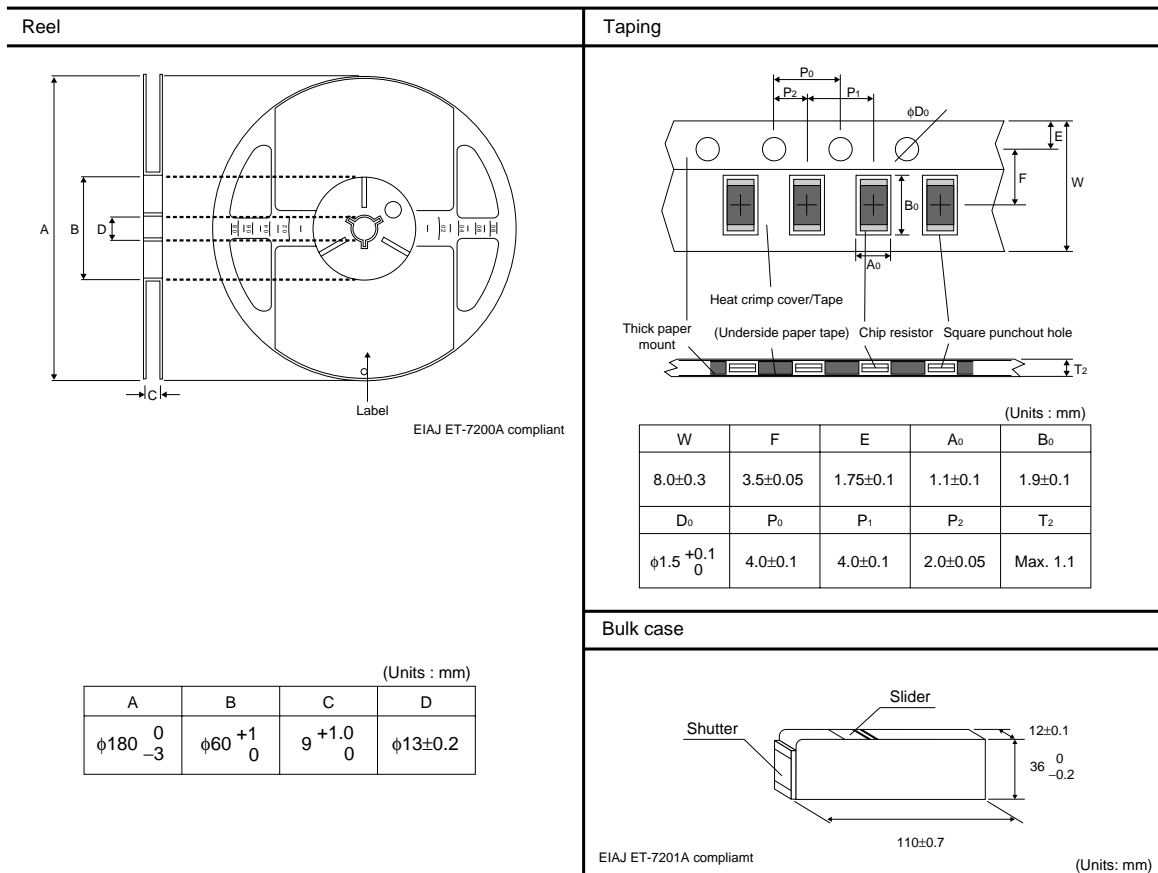 Reel
A
B
D
C
Label
EIAJ ET-7200A compliant
(Units : mm)
A B C D
φ180 0 −3 φ60 +1 0 9 +1.0 0 φ13±0.2
Taping
P0
P2 P1
φD0
E
F
W
B0
A0
Heat crimp cover/Tape
Thick paper mount
(Underside paper tape) Chip resistor Square punchout hole
T2
(Units : mm)
W F E A0 B0
8.0±0.3 3.5±0.05 1.75±0.1 1.1±0.1 1.9±0.1
D0 P0 P1 P2 T2
φ1.5 +0.1 0 4.0±0.1 4.0±0.1 2.0±0.05 Max. 1.1
Bulk case
Slider
Shutter
12±0.1
36 0 −0.2
110±0.7
EIAJ ET-7201A compliamt
(Units: mm)